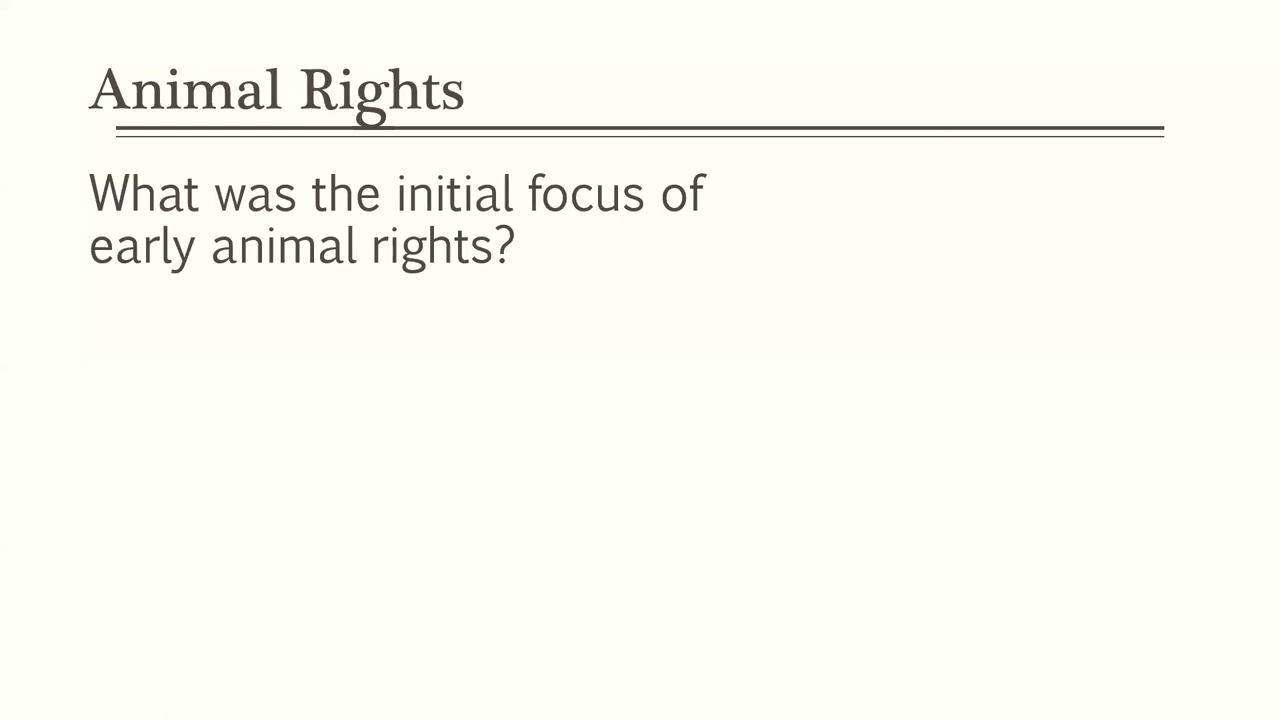 Animal Rights
What was the initial focus of
early animal rights?